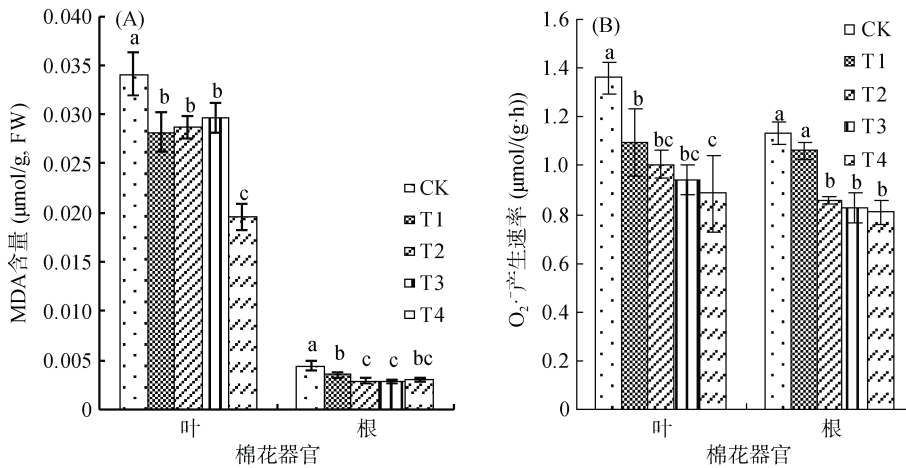 (A)
MDA含量 (μmol/g, FW)
0.040
0.035
0.030
0.025
0.020
0.015
0.010
0.005
0
a
b
b
b
c
a
b
c
c
bc
CK
T1
T2
T3
T4
叶
根
棉花器官
(B)
O₂·⁻产生速率 (μmol/(g·h))
1.6
1.4
1.2
1.0
0.8
0.6
0.4
0.2
0
a
b
bc
bc
c
a
a
b
b
b
CK
T1
T2
T3
T4
叶
根
棉花器官